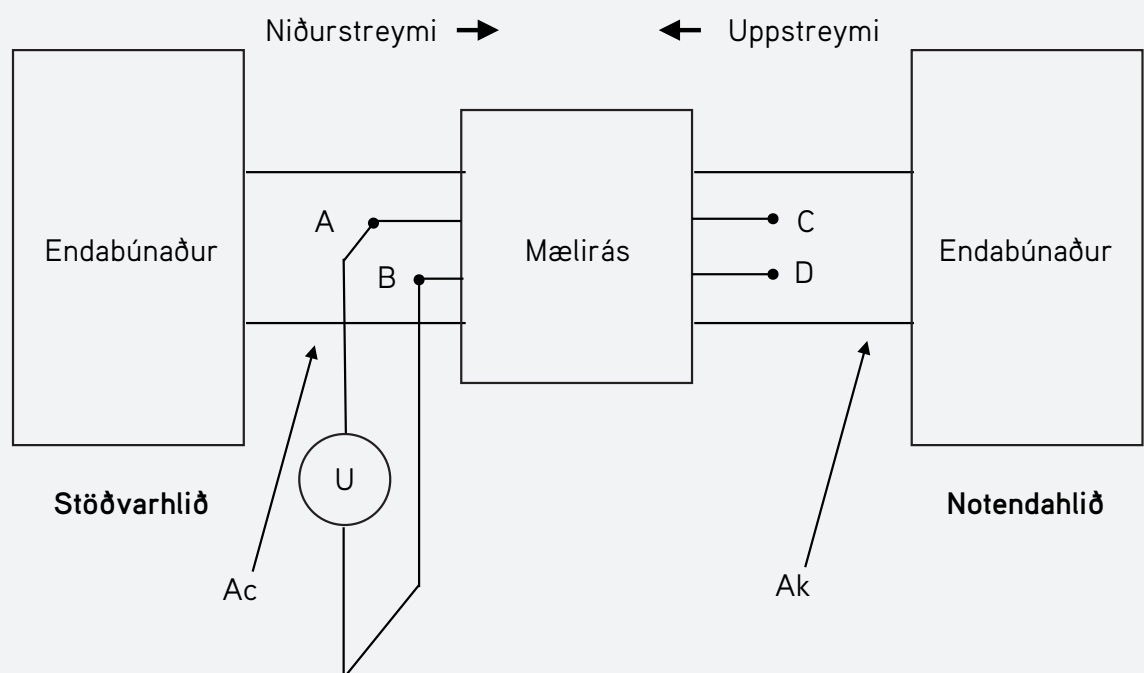 Niðurstreymi
Uppstreymi
A
C
Endabúnaður
Mælirás
Endabúnaður
B
D
U
Stöðvarhlið
Notendahlið
Ac
Ak